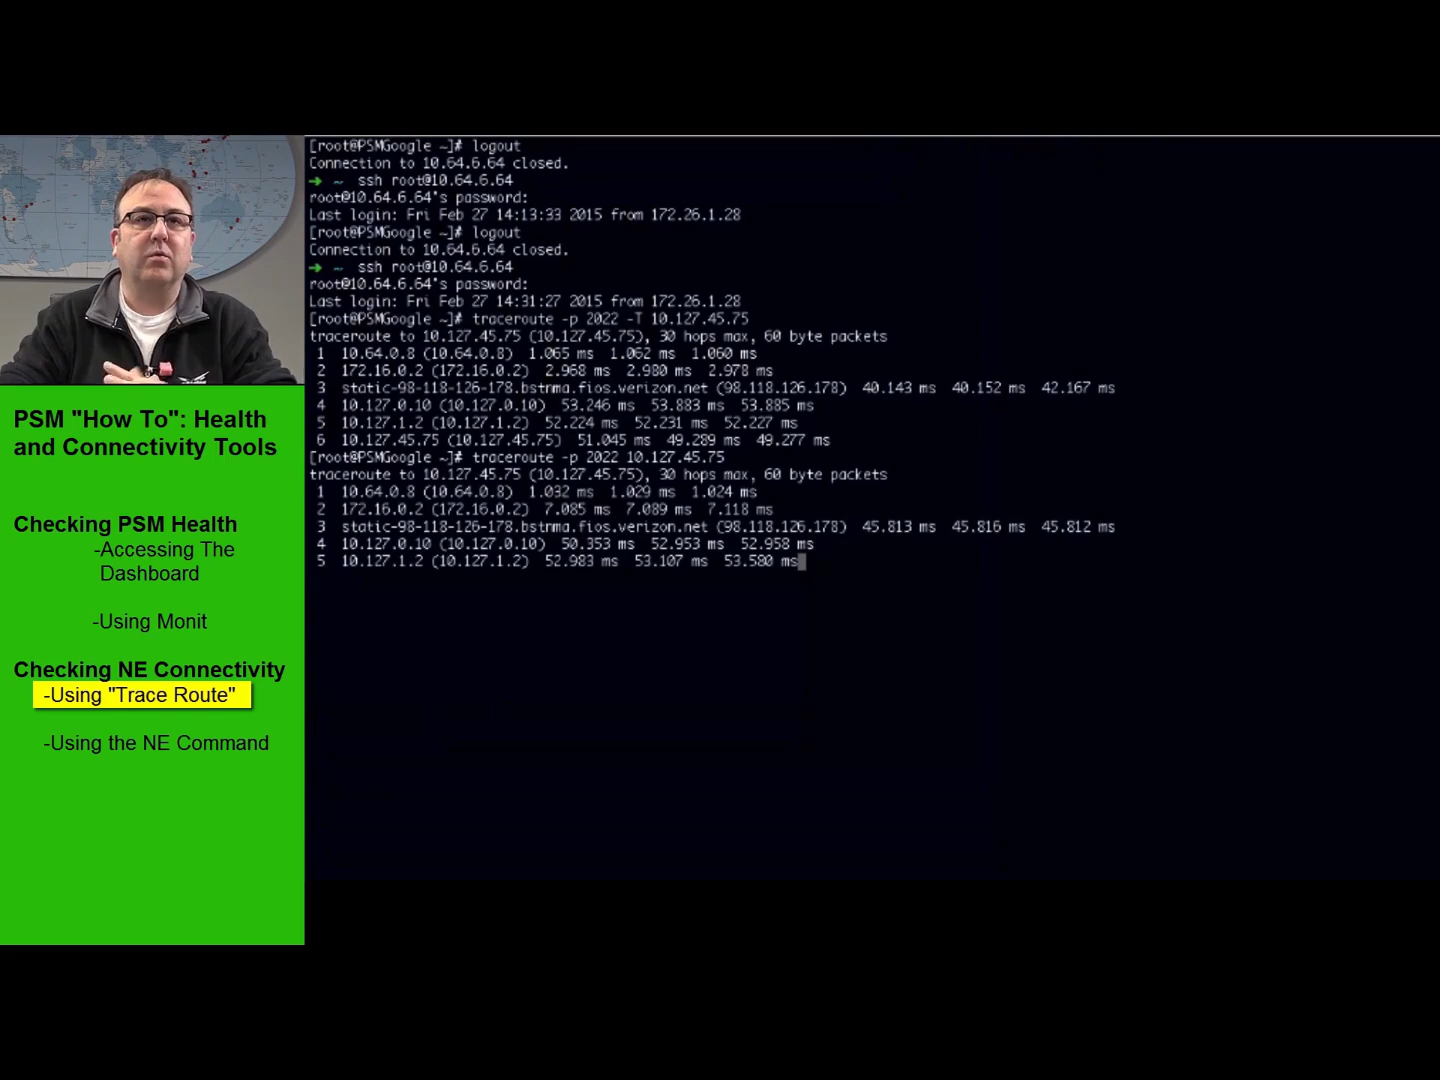 [root@PSMGoogle ~]# logout
Connection to 10.64.6.64 closed.
➜ ~ ssh root@10.64.6.64
root@10.64.6.64's password:
Last login: Fri Feb 27 14:13:33 2015 from 172.26.1.28
[root@PSMGoogle ~]# logout
Connection to 10.64.6.64 closed.
➜ ~ ssh root@10.64.6.64
root@10.64.6.64's password:
Last login: Fri Feb 27 14:31:27 2015 from 172.26.1.28
[root@PSMGoogle ~]# traceroute -p 2022 -T 10.127.45.75
traceroute to 10.127.45.75 (10.127.45.75), 30 hops max, 60 byte packets
1 10.64.0.8 (10.64.0.8) 1.065 ms 1.062 ms 1.060 ms
2 172.16.0.2 (172.16.0.2) 2.968 ms 2.980 ms 2.978 ms
3 static-98-118-126-178.bstnma.fios.verizon.net (98.118.126.178) 40.143 ms 40.152 ms 42.167 ms
4 10.127.0.10 (10.127.0.10) 53.246 ms 53.883 ms 53.885 ms
5 10.127.1.2 (10.127.1.2) 52.224 ms 52.231 ms 52.227 ms
6 10.127.45.75 (10.127.45.75) 51.045 ms 49.289 ms 49.277 ms
[root@PSMGoogle ~]# traceroute -p 2022 10.127.45.75
traceroute to 10.127.45.75 (10.127.45.75), 30 hops max, 60 byte packets
1 10.64.0.8 (10.64.0.8) 1.032 ms 1.029 ms 1.024 ms
2 172.16.0.2 (172.16.0.2) 7.085 ms 7.089 ms 7.118 ms
3 static-98-118-126-178.bstnma.fios.verizon.net (98.118.126.178) 45.813 ms 45.816 ms 45.812 ms
4 10.127.0.10 (10.127.0.10) 50.353 ms 52.953 ms 52.958 ms
5 10.127.1.2 (10.127.1.2) 52.983 ms 53.107 ms 53.580 ms
PSM "How To": Health
and Connectivity Tools
Checking PSM Health
-Accessing The
Dashboard
-Using Monit
Checking NE Connectivity
-Using "Trace Route"
-Using the NE Command